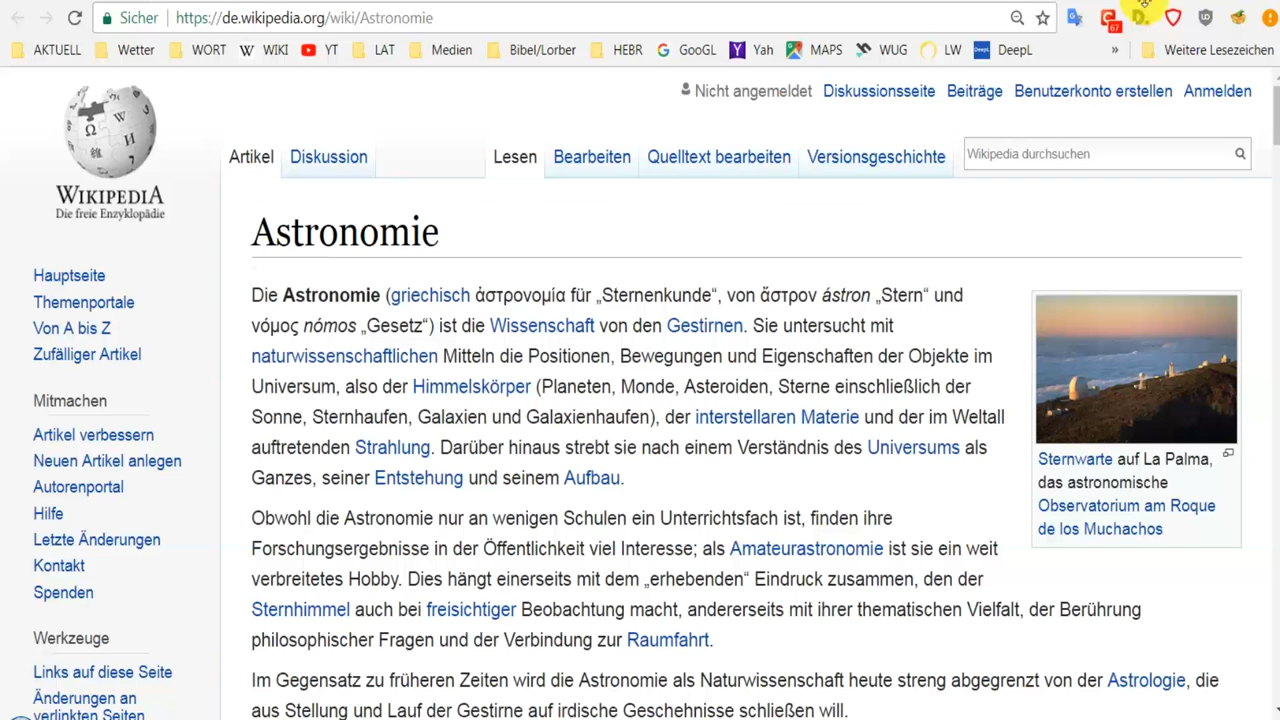 Sicher https://de.wikipedia.org/wiki/Astronomie
67
AKTUELL Wetter WORT W WIKI YT LAT Medien Bibel/Lorber HEBR GooGL Yah MAPS WUG LW DeepL » Weitere Lesezeichen
Nicht angemeldet Diskussionsseite Beiträge Benutzerkonto erstellen Anmelden
Artikel Diskussion Lesen Bearbeiten Quelltext bearbeiten Versionsgeschichte Wikipedia durchsuchen
WIKIPEDIA
Die freie Enzyklopädie
Hauptseite
Themenportale
Von A bis Z
Zufälliger Artikel
Mitmachen
Artikel verbessern
Neuen Artikel anlegen
Autorenportal
Hilfe
Letzte Änderungen
Kontakt
Spenden
Werkzeuge
Links auf diese Seite
Änderungen an
verlinkten Seiten
Astronomie
Die Astronomie (griechisch ἀστρονομία für „Sternenkunde“, von ἄστρον ástron „Stern“ und
νόμος nómos „Gesetz“) ist die Wissenschaft von den Gestirnen. Sie untersucht mit
naturwissenschaftlichen Mitteln die Positionen, Bewegungen und Eigenschaften der Objekte im
Universum, also der Himmelskörper (Planeten, Monde, Asteroiden, Sterne einschließlich der
Sonne, Sternhaufen, Galaxien und Galaxienhaufen), der interstellaren Materie und der im Weltall
auftretenden Strahlung. Darüber hinaus strebt sie nach einem Verständnis des Universums als
Ganzes, seiner Entstehung und seinem Aufbau.
Obwohl die Astronomie nur an wenigen Schulen ein Unterrichtsfach ist, finden ihre
Forschungsergebnisse in der Öffentlichkeit viel Interesse; als Amateurastronomie ist sie ein weit
verbreitetes Hobby. Dies hängt einerseits mit dem „erhebenden“ Eindruck zusammen, den der
Sternhimmel auch bei freisichtiger Beobachtung macht, andererseits mit ihrer thematischen Vielfalt, der Berührung
philosophischer Fragen und der Verbindung zur Raumfahrt.
Im Gegensatz zu früheren Zeiten wird die Astronomie als Naturwissenschaft heute streng abgegrenzt von der Astrologie, die
aus Stellung und Lauf der Gestirne auf irdische Geschehnisse schließen will.
Sternwarte auf La Palma,
das astronomische
Observatorium am Roque
de los Muchachos